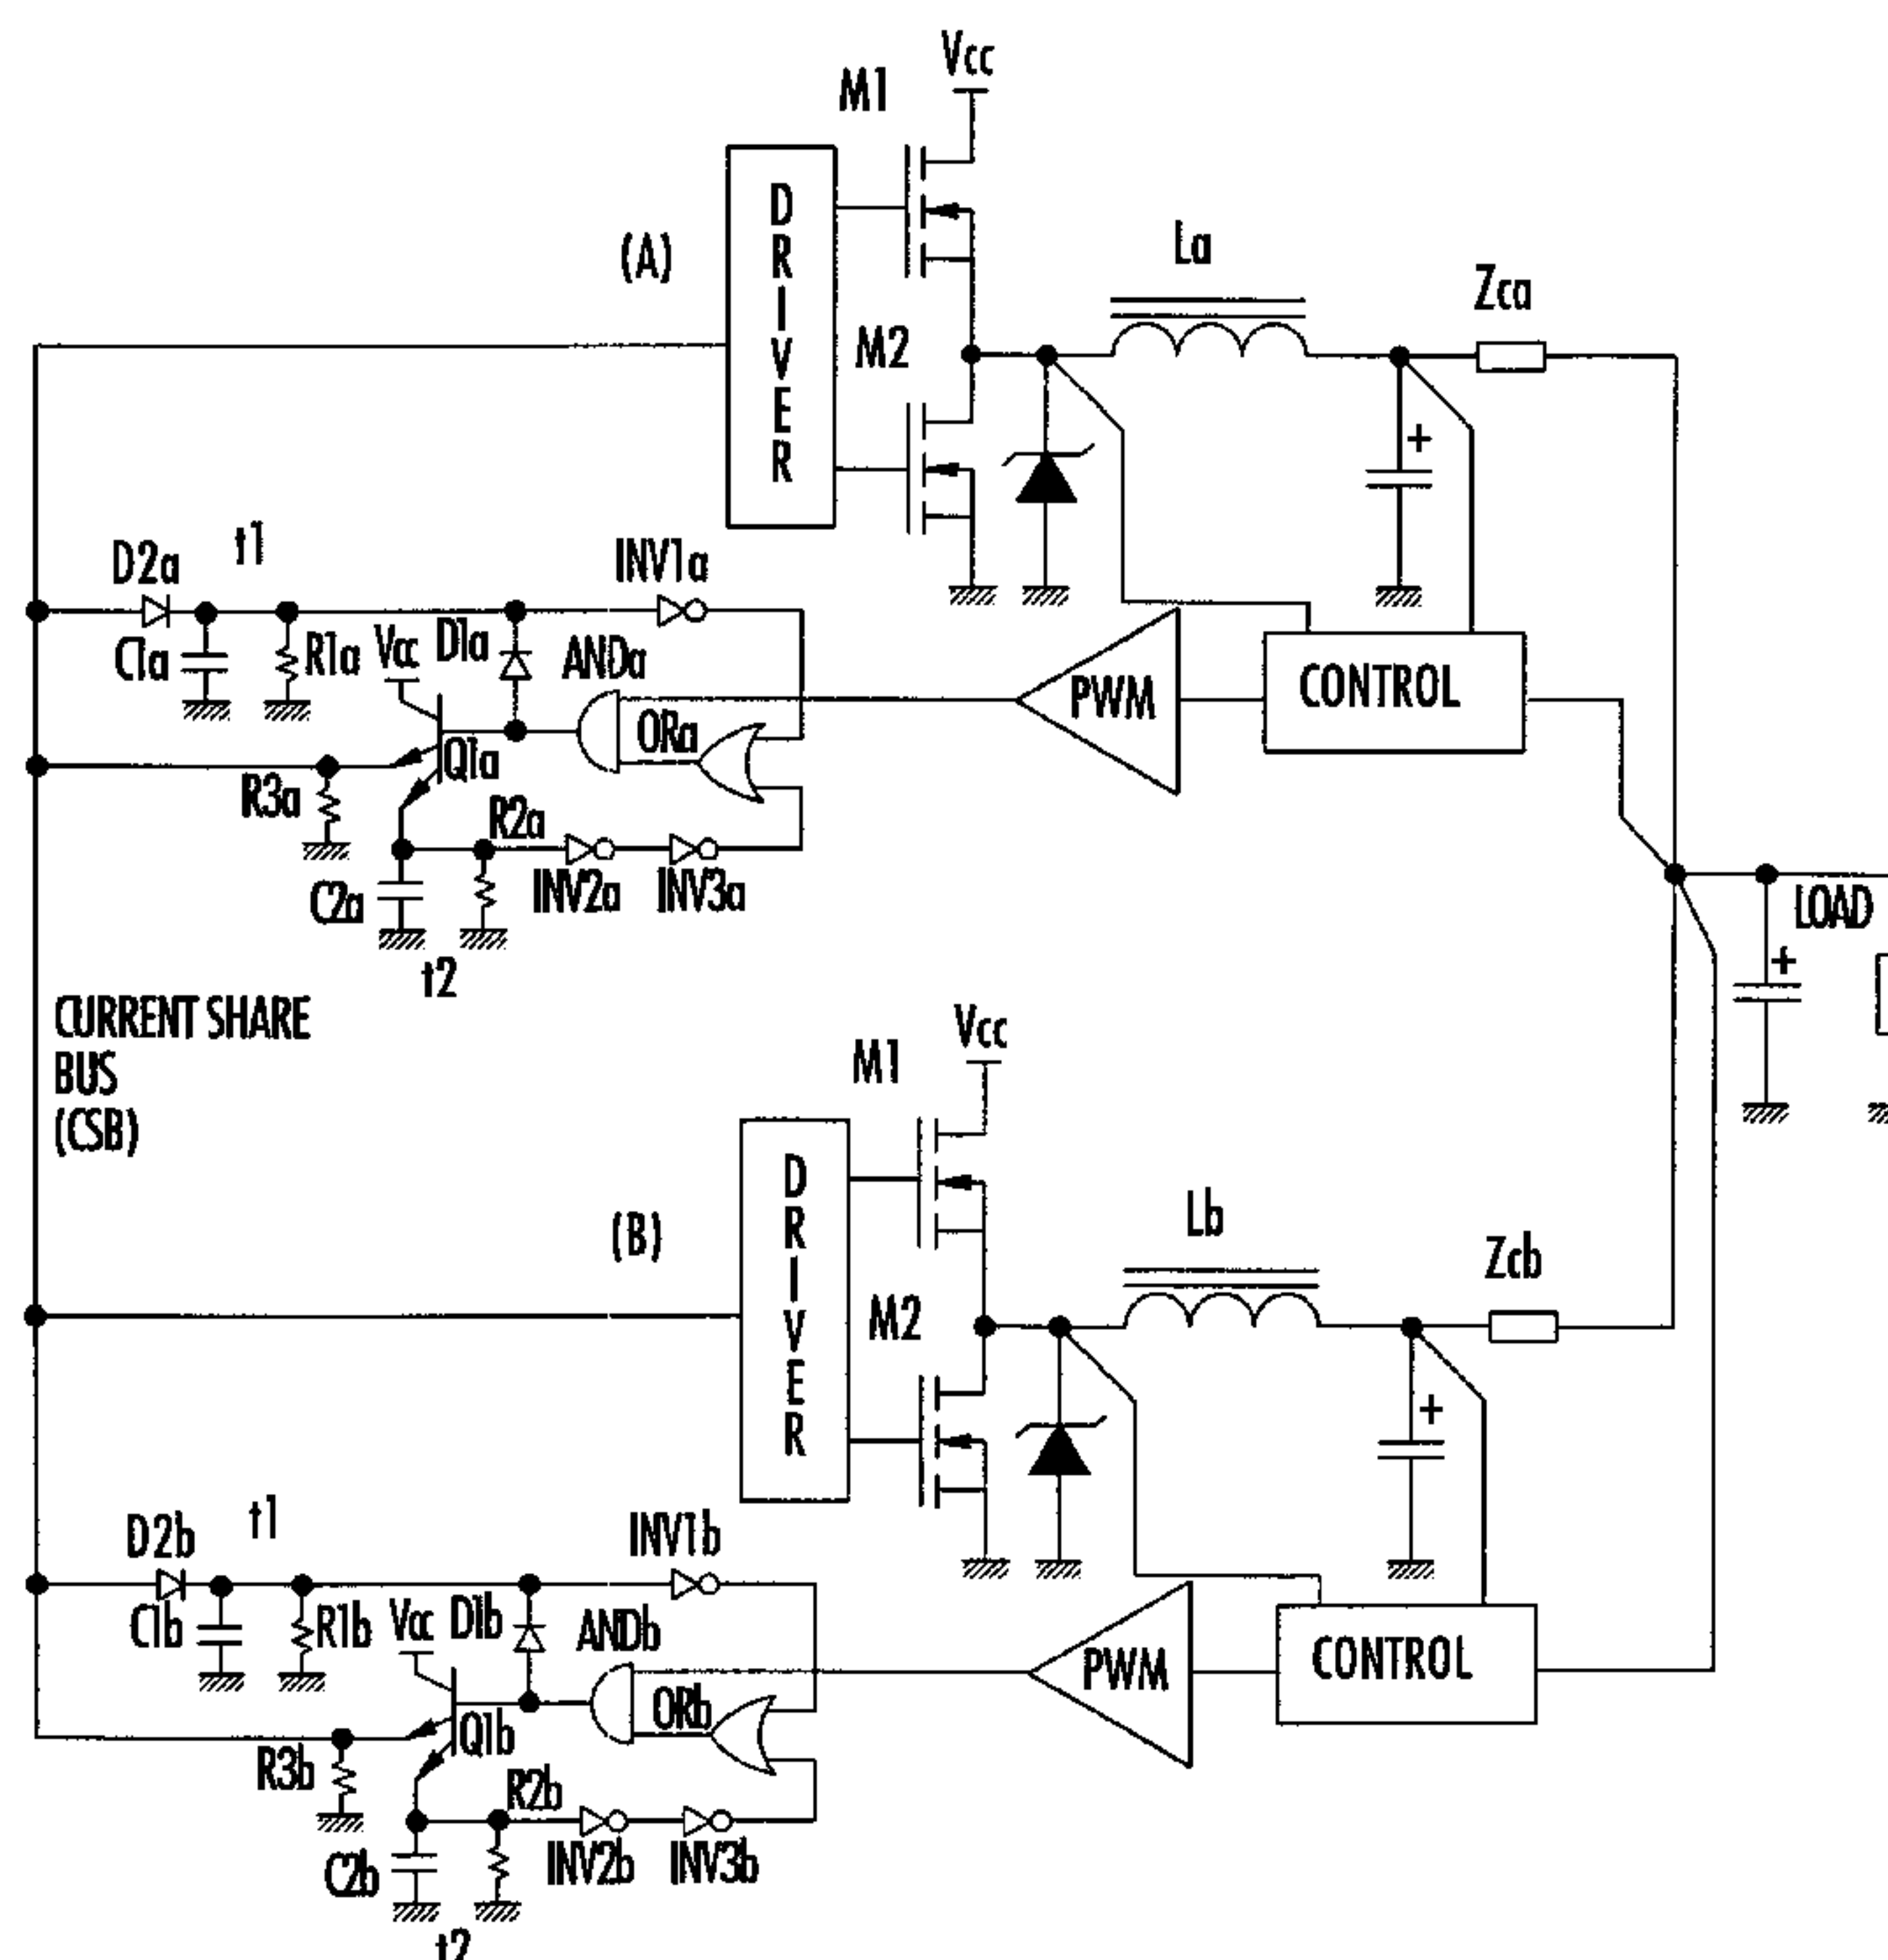 Vcc
M1
DRIVER
(A)
La
Zca
M2
+
t1
D2a
INV1a
C1a
R1a
Vcc
D1a
ANDa
PWM
CONTROL
ORa
Q1a
R3a
R2a
C2a
INV2a
INV3a
LOAD
t2
+
CURRENT SHARE
BUS
(CSB)
Vcc
M1
DRIVER
(B)
Lb
Zcb
M2
+
t1
D2b
INV1b
C1b
R1b
Vcc
D1b
ANDb
PWM
CONTROL
ORb
Q1b
R3b
R2b
C2b
INV2b
INV3b
t2